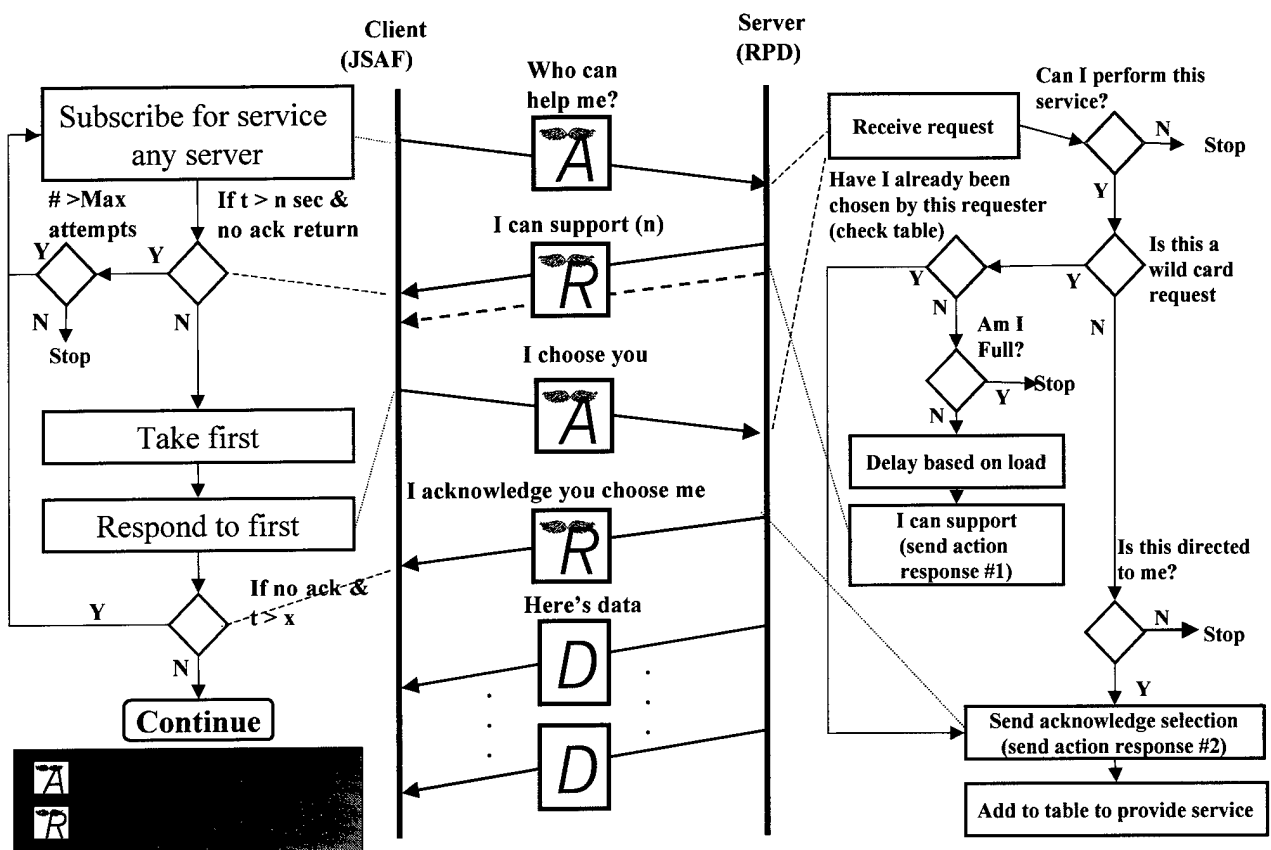 Client
(JSAF)
Server
(RPD)
Subscribe for service
any server
# >Max
attempts
If t > n sec &
no ack return
Y
Y
N
N
Stop
Take first
Respond to first
If no ack &
t > x
Y
N
Continue
A
R
Who can
help me?
A
I can support (n)
R
I choose you
A
I acknowledge you choose me
R
Here's data
D
D
Can I perform this
service?
Receive request
N
Stop
Y
Have I already been
chosen by this requester
(check table)
Is this a
wild card
request
Y
Y
N
N
Am I
Full?
Stop
Y
N
Delay based on load
I can support
(send action
response #1)
Is this directed
to me?
N
Stop
Y
Send acknowledge selection
(send action response #2)
Add to table to provide service